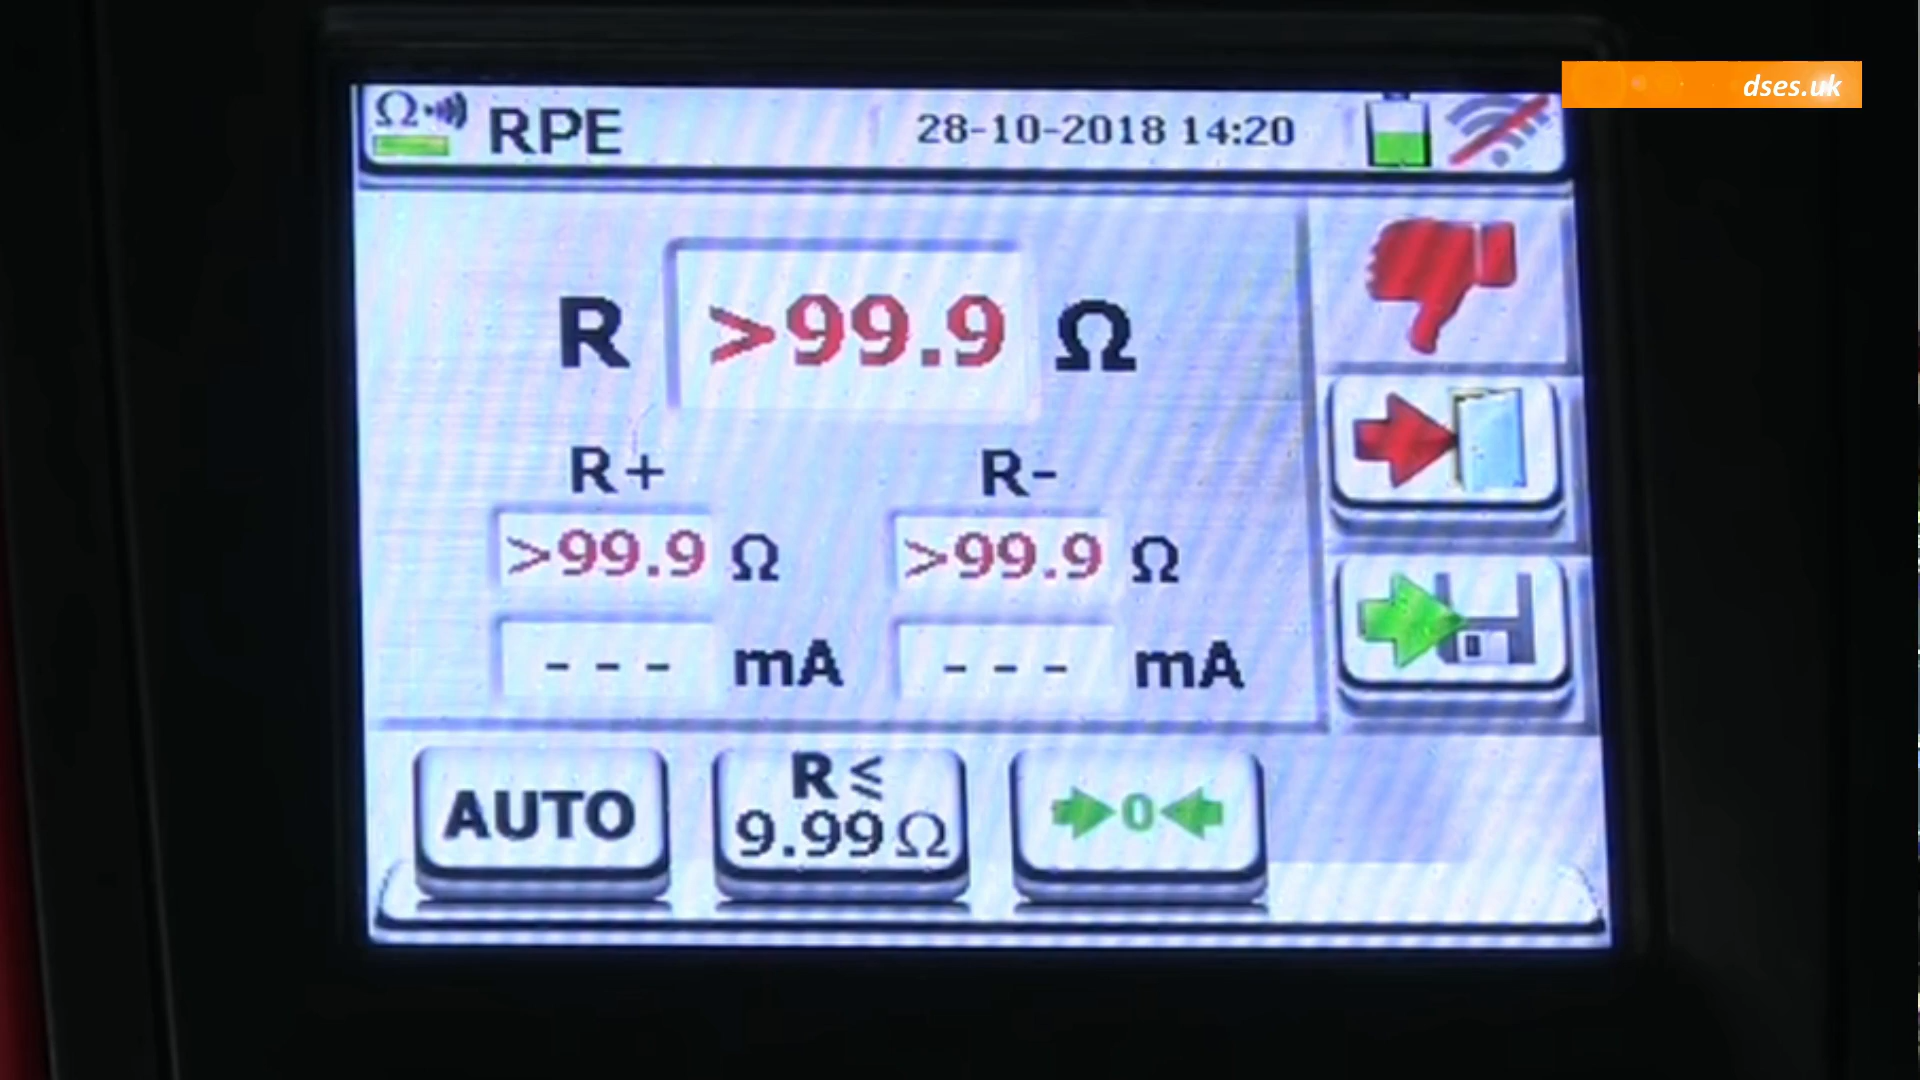 dses.uk
Ω RPE 28-10-2018 14:20
R >99.9 Ω
R+ R-
>99.9 Ω >99.9 Ω
--- mA --- mA
AUTO R≤ 9.99Ω →0←